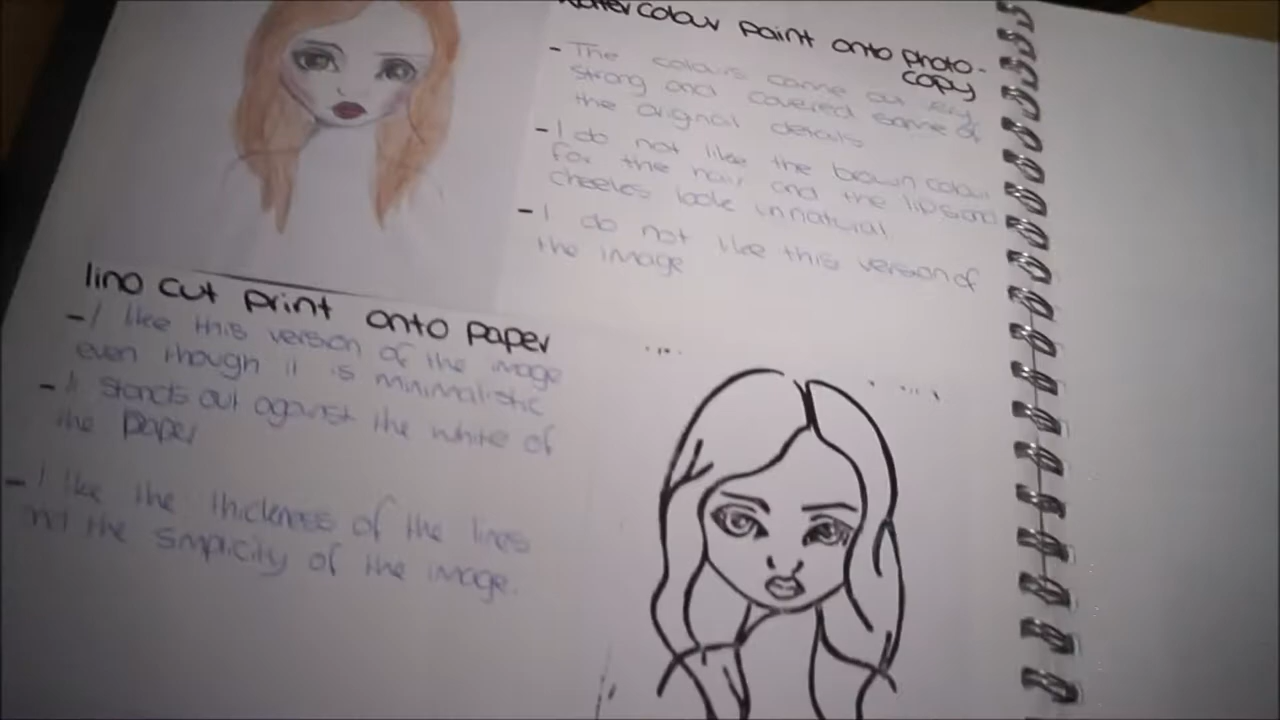 Watercolour paint onto photo-
copy
- The colours came out very
strong and covered some of
the original details
- I do not like the brown colour
for the hair and the lips and
cheeks look unnatural
- I do not like this version of
the image
lino cut print onto paper
- I like this version of the image
even though it is minimalistic
- It stands out against the white of
the paper
- I like the thickness of the lines
not the simplicity of the image.